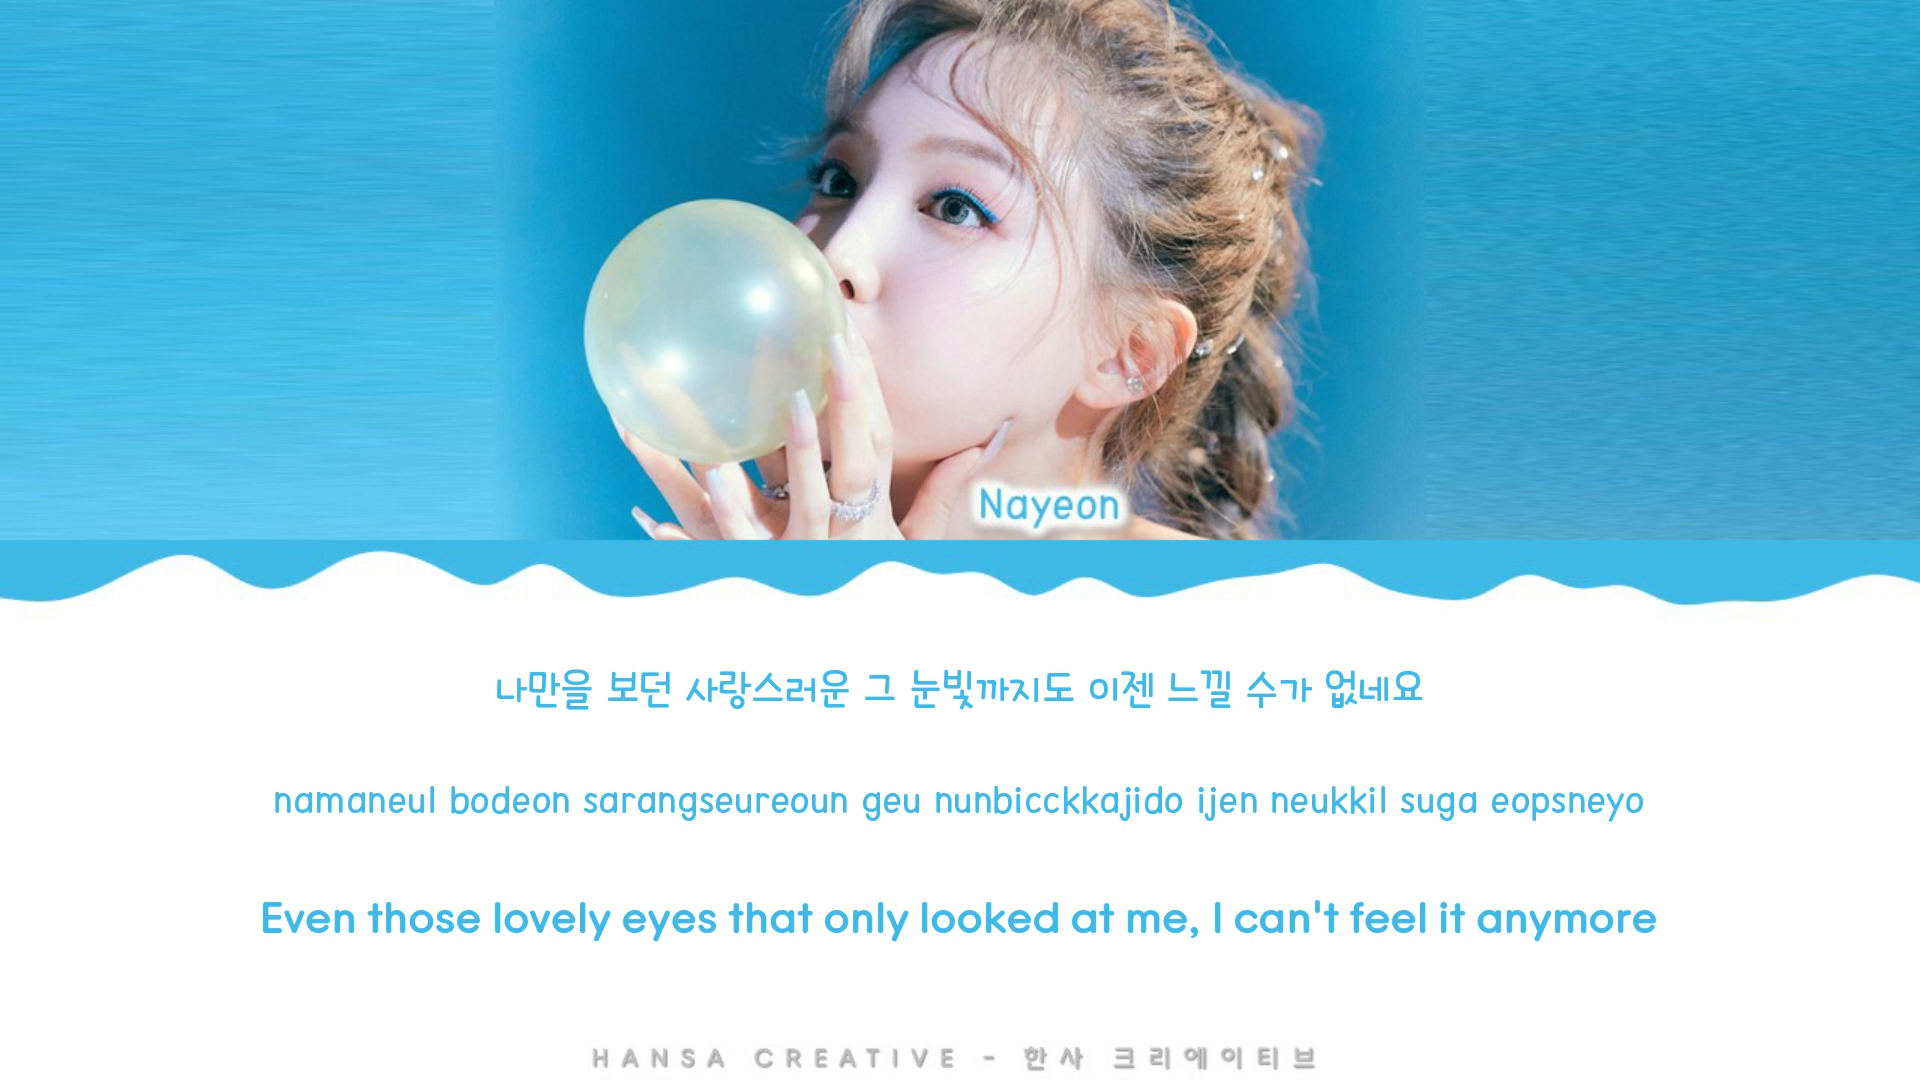 Nayeon
나만을 보던 사랑스러운 그 눈빛까지도 이젠 느낄 수가 없네요
namaneul bodeon sarangseureoun geu nunbicckkajido ijen neukkil suga eopsneyo
Even those lovely eyes that only looked at me, I can't feel it anymore
HANSA CREATIVE - 한사 크리에이티브